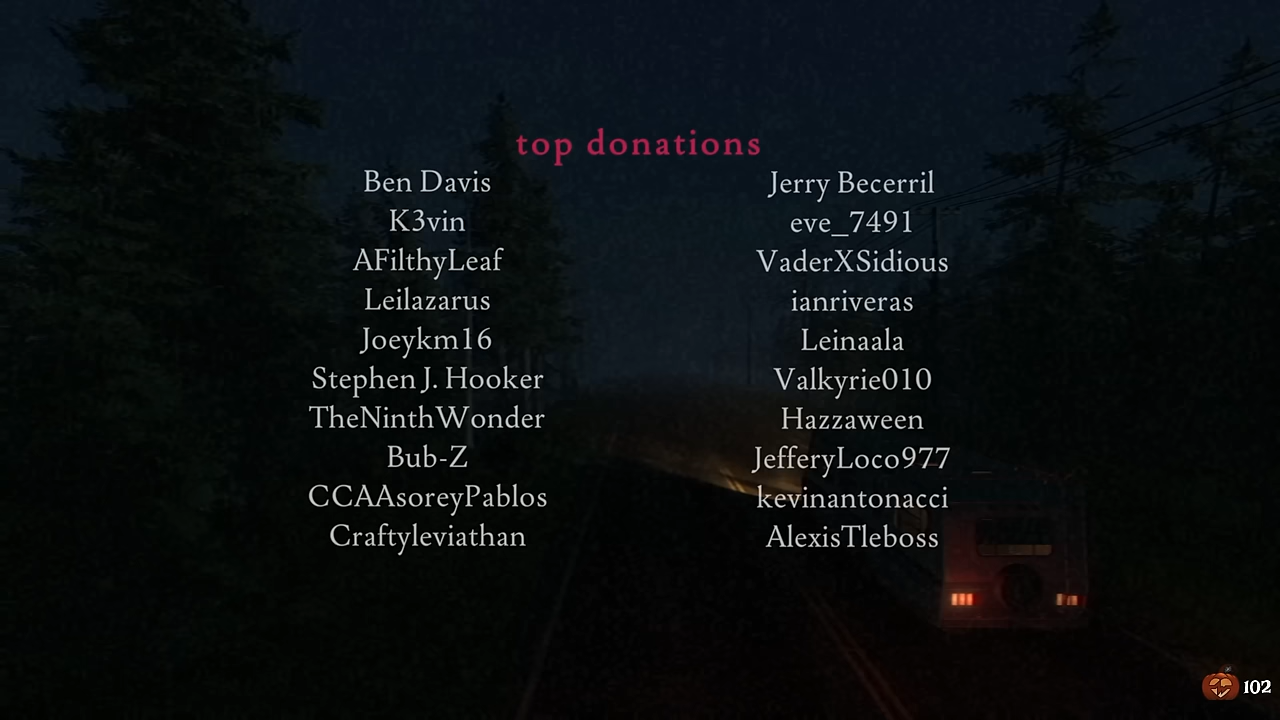 top donations
Ben Davis
K3vin
AFilthyLeaf
Leilazarus
Joeykm16
Stephen J. Hooker
TheNinthWonder
Bub-Z
CCAAsoreyPablos
Craftyleviathan
Jerry Becerril
eve_7491
VaderXSidious
ianriveras
Leinaala
Valkyrie010
Hazzaween
JefferyLoco977
kevinantonacci
AlexisTleboss
102